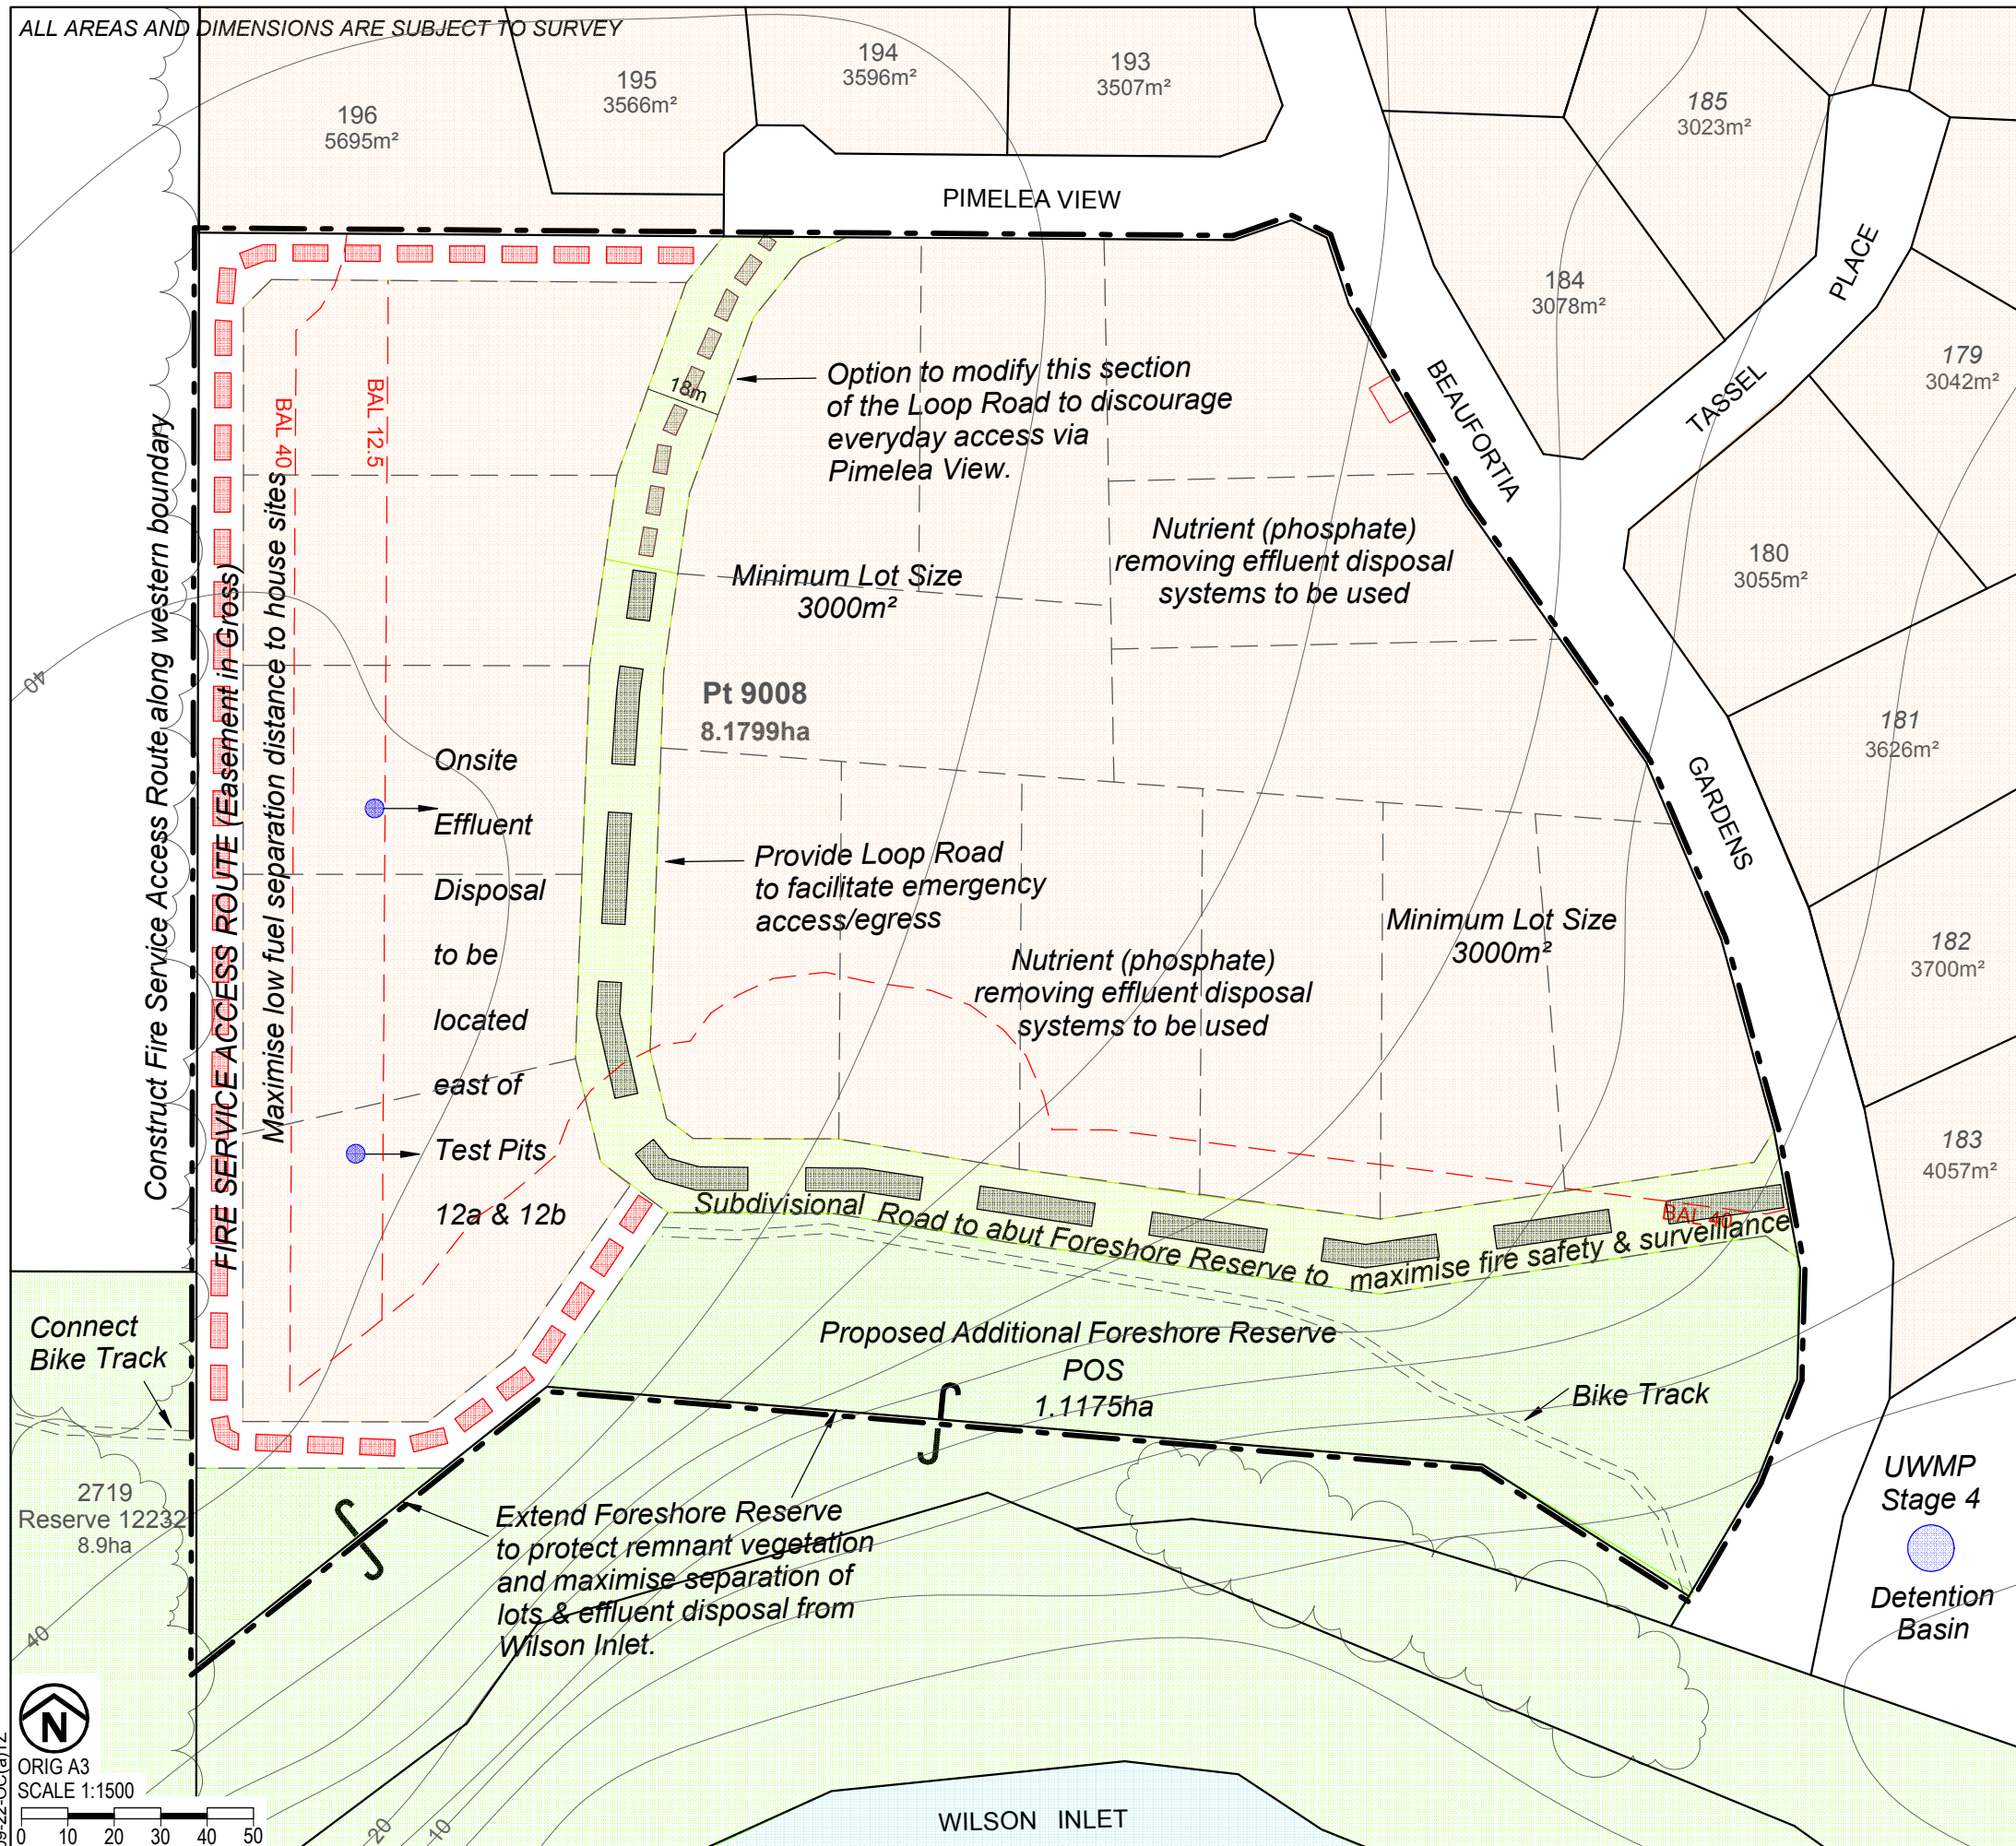 ALL AREAS AND DIMENSIONS ARE SUBJECT TO SURVEY
196
5695m²
195
3566m²
194
3596m²
193
3507m²
185
3023m²
PIMELEA VIEW
184
3078m²
PLACE
TASSEL
179
3042m²
BEAUFORTIA
GARDENS
180
3055m²
181
3626m²
182
3700m²
183
4057m²
18m
Option to modify this section
of the Loop Road to discourage
everyday access via
Pimelea View.
BAL 40
BAL 12.5
Construct Fire Service Access Route along western boundary
FIRE SERVICE ACCESS ROUTE (Easement in Gross)
Maximise low fuel separation distance to house sites
Minimum Lot Size
3000m²
Nutrient (phosphate)
removing effluent disposal
systems to be used
Pt 9008
8.1799ha
40
Onsite
Effluent
Disposal
to be
located
east of
Test Pits
12a & 12b
Provide Loop Road
to facilitate emergency
access/egress
Minimum Lot Size
3000m²
Nutrient (phosphate)
removing effluent disposal
systems to be used
BAL 40
Subdivisional Road to abut Foreshore Reserve to maximise fire safety & surveillance
Connect
Bike Track
Proposed Additional Foreshore Reserve
POS
1.1175ha
Bike Track
2719
Reserve 12232
8.9ha
Extend Foreshore Reserve
to protect remnant vegetation
and maximise separation of
lots & effluent disposal from
Wilson Inlet.
UWMP
Stage 4
Detention
Basin
40
N
ORIG A3
SCALE 1:1500
0 10 20 30 40 50
20
10
WILSON INLET